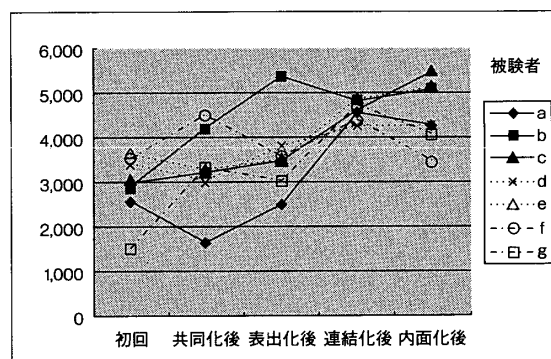 6,000
5,000
4,000
3,000
2,000
1,000
0
初回 共同化後 表出化後 連結化後 内面化後
被験者
a
b
c
d
e
f
g